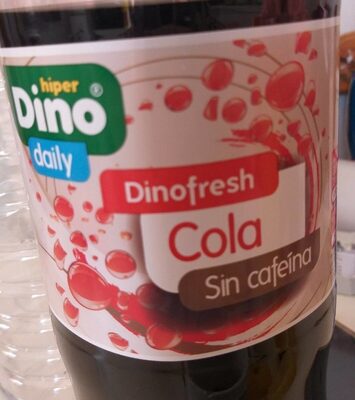 hiper
Dino®
daily
Dinofresh
Cola
Sin cafeína